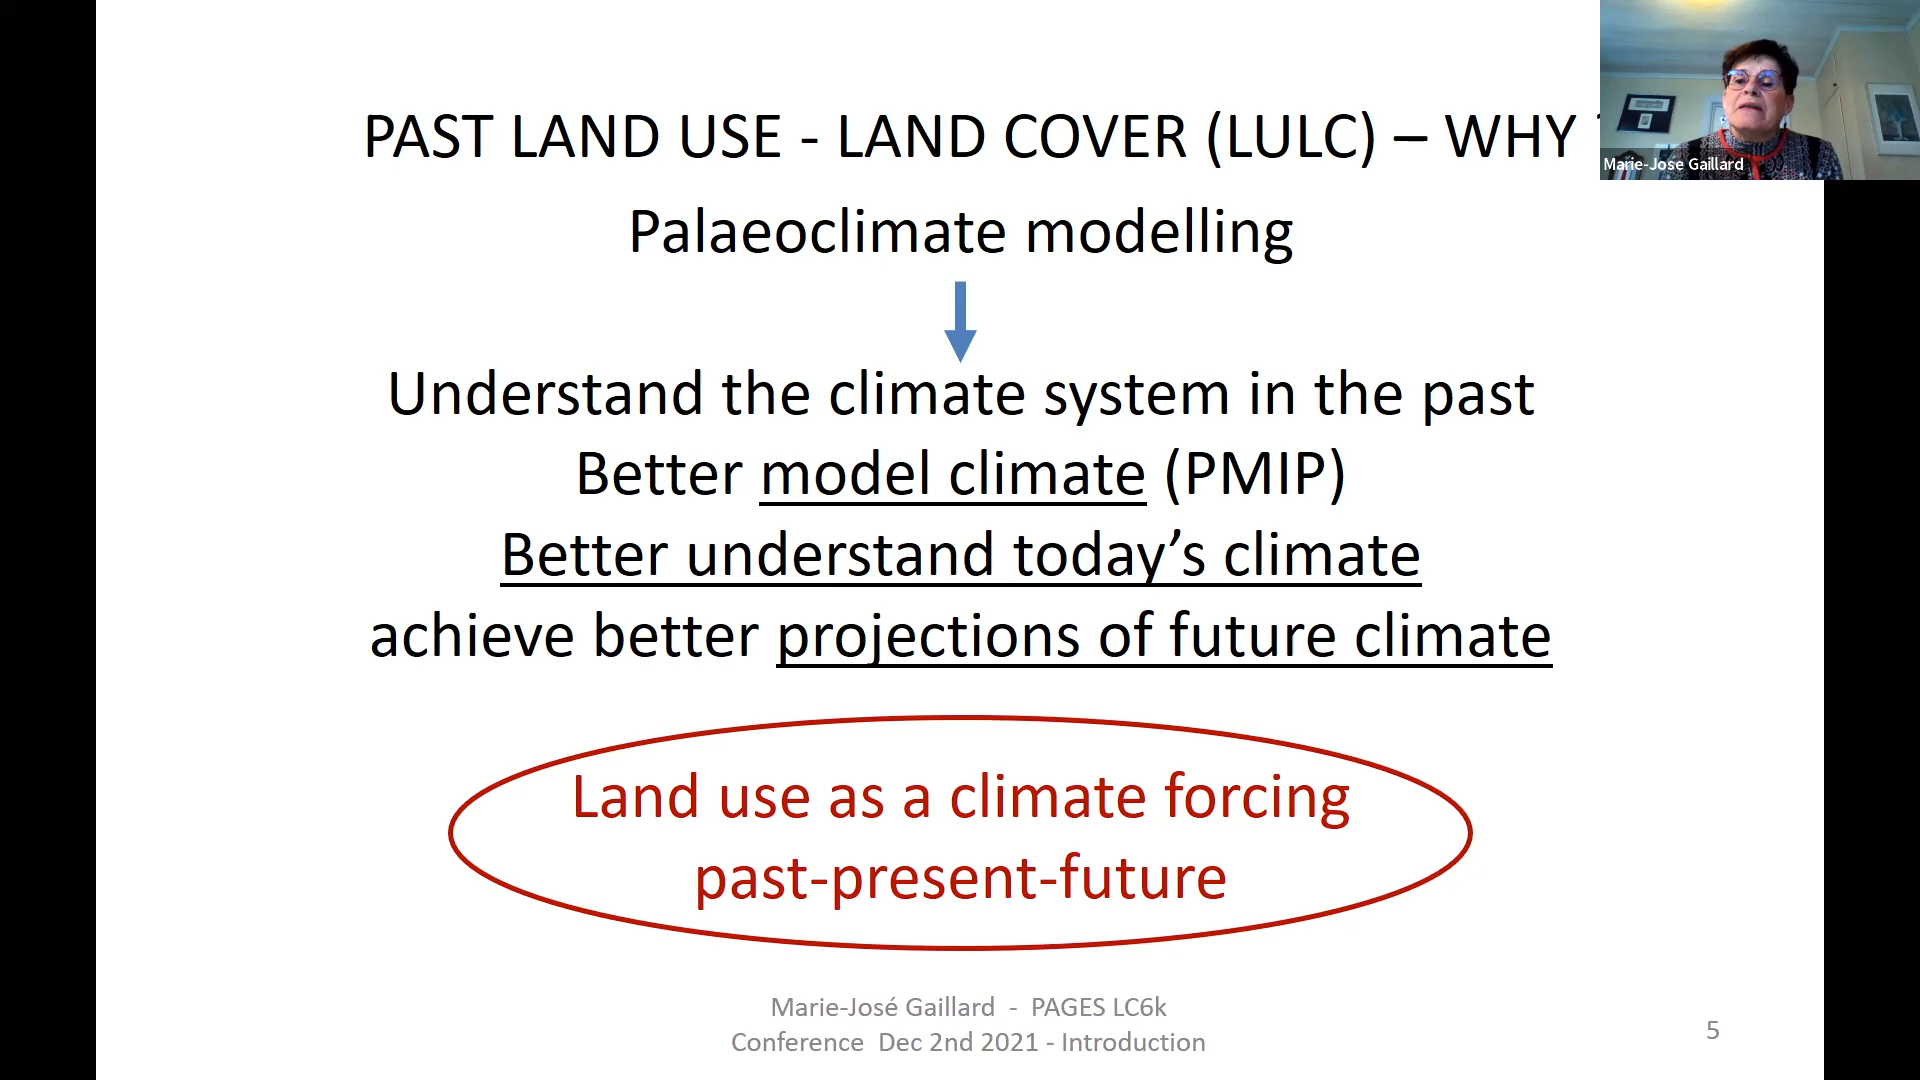 PAST LAND USE - LAND COVER (LULC) – WHY
Marie-Jose Gaillard
Palaeoclimate modelling
Understand the climate system in the past
Better model climate (PMIP)
Better understand today’s climate
achieve better projections of future climate
Land use as a climate forcing
past-present-future
Marie-José Gaillard - PAGES LC6k
Conference Dec 2nd 2021 - Introduction
5